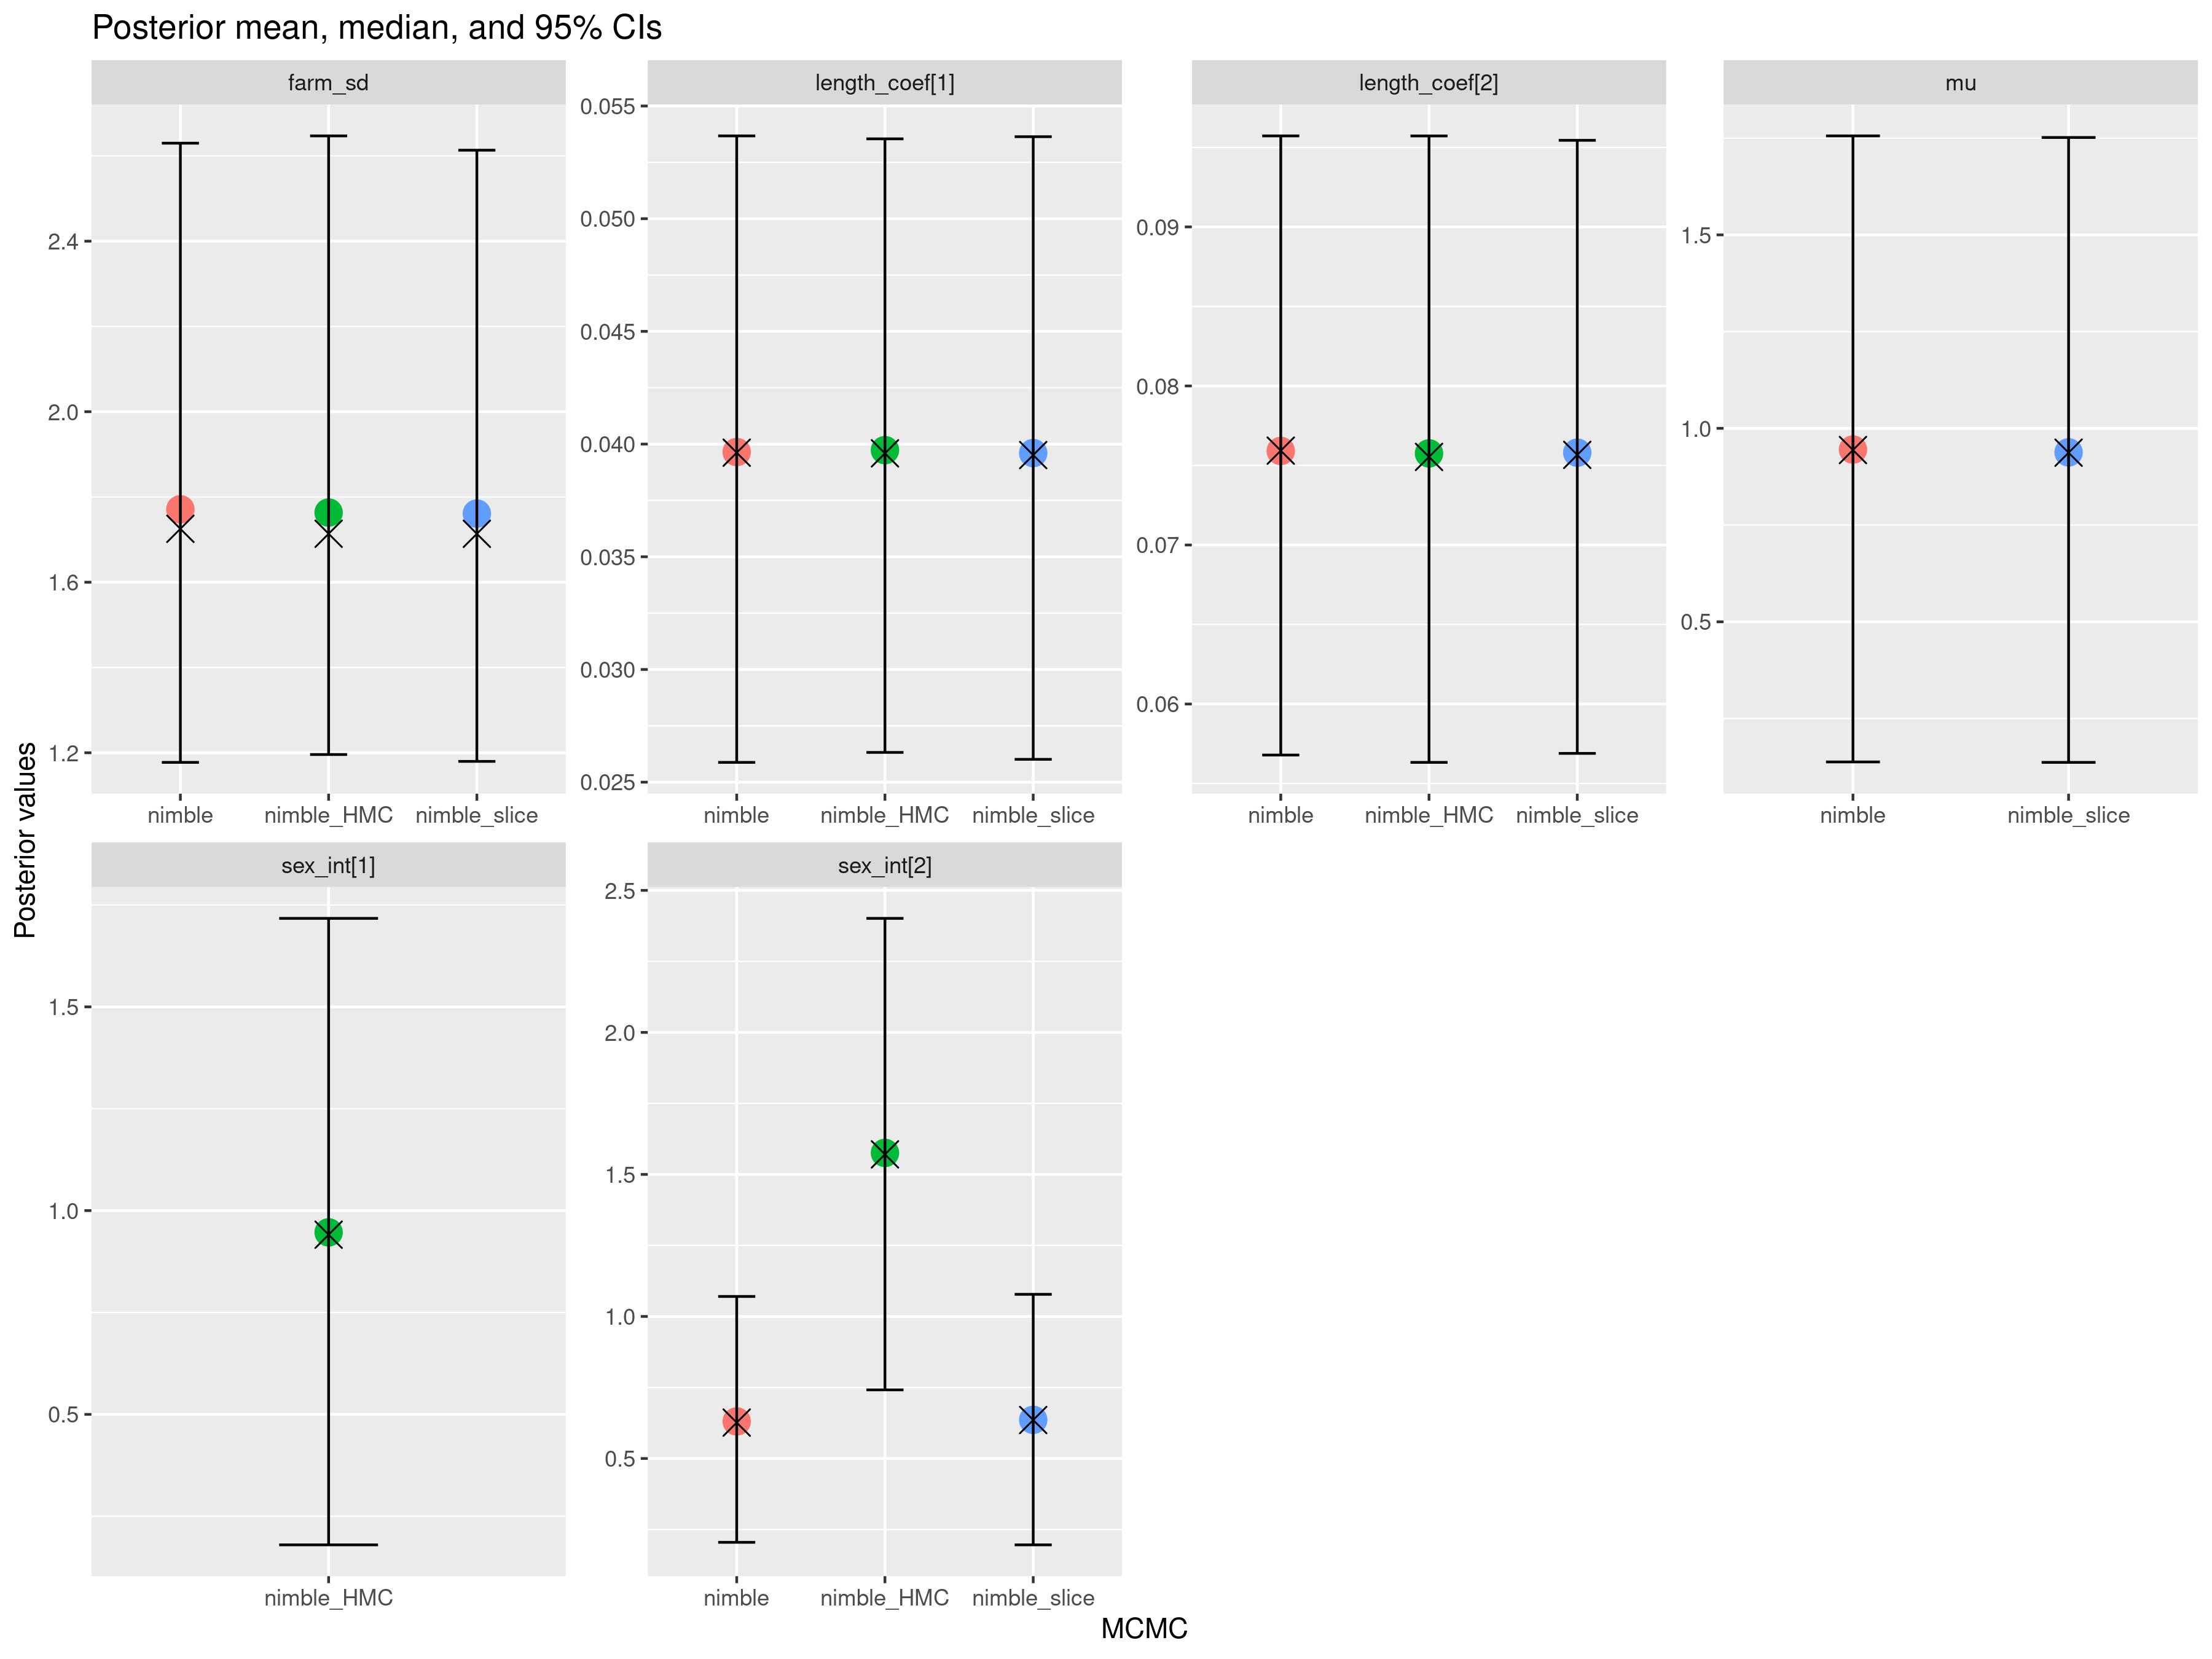 Posterior mean, median, and 95% CIs
farm_sd
length_coef[1]
length_coef[2]
mu
2.4
2.0
1.6
1.2
0.055
0.050
0.045
0.040
0.035
0.030
0.025
0.09
0.08
0.07
0.06
1.5
1.0
0.5
nimble nimble_HMC nimble_slice
nimble nimble_HMC nimble_slice
nimble nimble_HMC nimble_slice
nimble nimble_slice
Posterior values
sex_int[1]
sex_int[2]
1.5
1.0
0.5
2.5
2.0
1.5
1.0
0.5
nimble_HMC
nimble nimble_HMC nimble_slice
MCMC